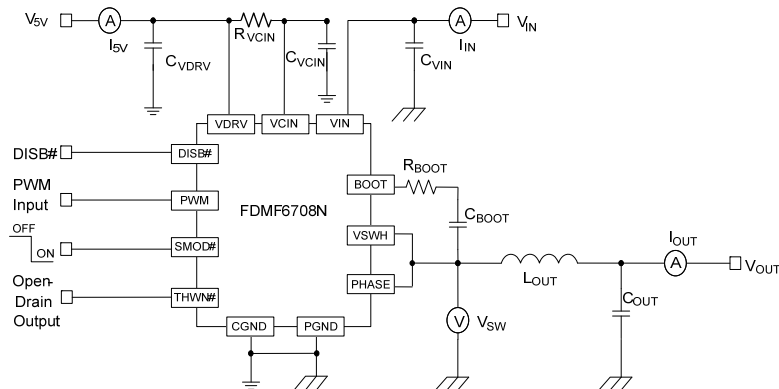 V5V
A
I5V
CVDRV
RVCIN
CVCIN
CVIN
A
IIN
VIN
VDRV
VCIN
VIN
DISB#
DISB#
PWM
Input
PWM
FDMF6708N
BOOT
RBOOT
CBOOT
OFF
ON
SMOD#
VSWH
IOUT
A
VOUT
LOUT
COUT
Open-
Drain
Output
THWN#
PHASE
V
VSW
CGND
PGND